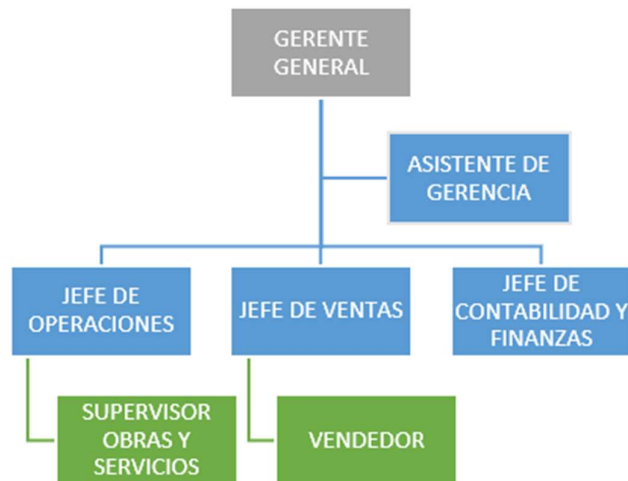 GERENTE
GENERAL
ASISTENTE DE
GERENCIA
JEFE DE
OPERACIONES
JEFE DE VENTAS
JEFE DE
CONTABILIDAD Y
FINANZAS
SUPERVISOR
OBRAS Y
SERVICIOS
VENDEDOR